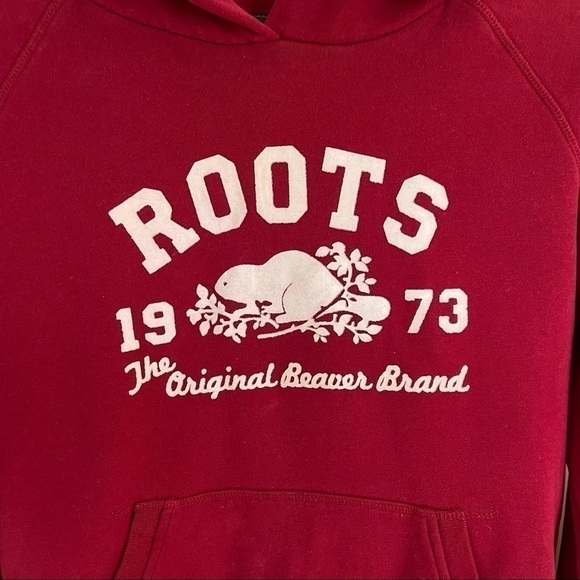 ROOTS
19 73
The Original Beaver Brand